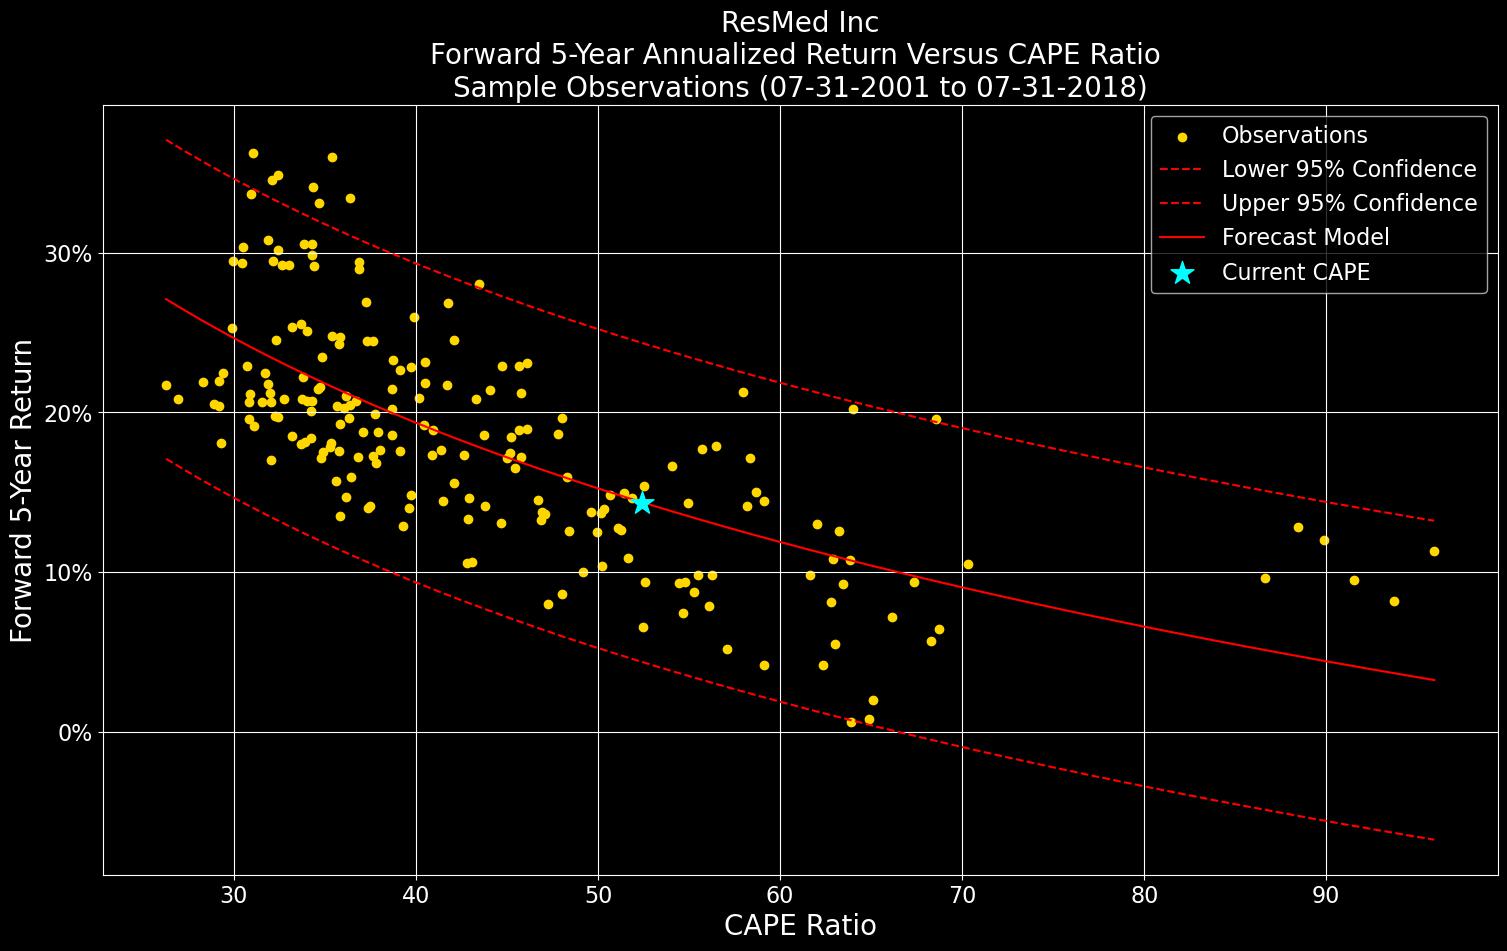 ResMed Inc
Forward 5-Year Annualized Return Versus CAPE Ratio
Sample Observations (07-31-2001 to 07-31-2018)
Observations
Lower 95% Confidence
Upper 95% Confidence
Forecast Model
Current CAPE
Forward 5-Year Return
30%
20%
10%
0%
30 40 50 60 70 80 90
CAPE Ratio